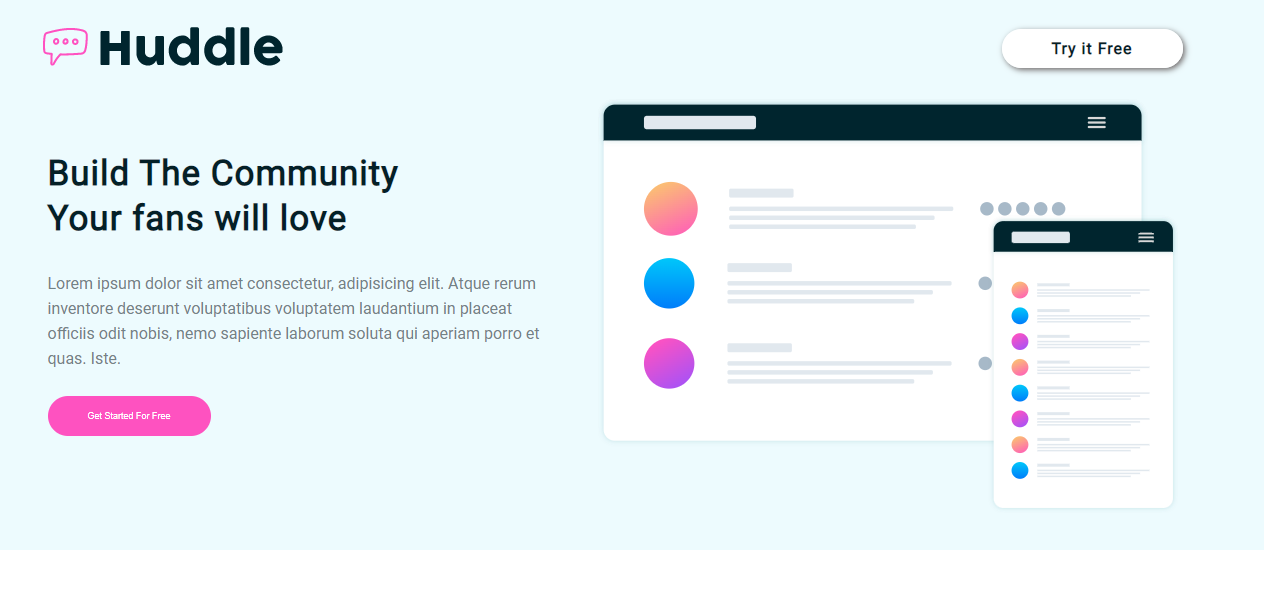 Huddle
Try it Free
Build The Community
Your fans will love
Lorem ipsum dolor sit amet consectetur, adipisicing elit. Atque rerum
inventore deserunt voluptatibus voluptatem laudantium in placeat
officiis odit nobis, nemo sapiente laborum soluta qui aperiam porro et
quas. Iste.
Get Started For Free